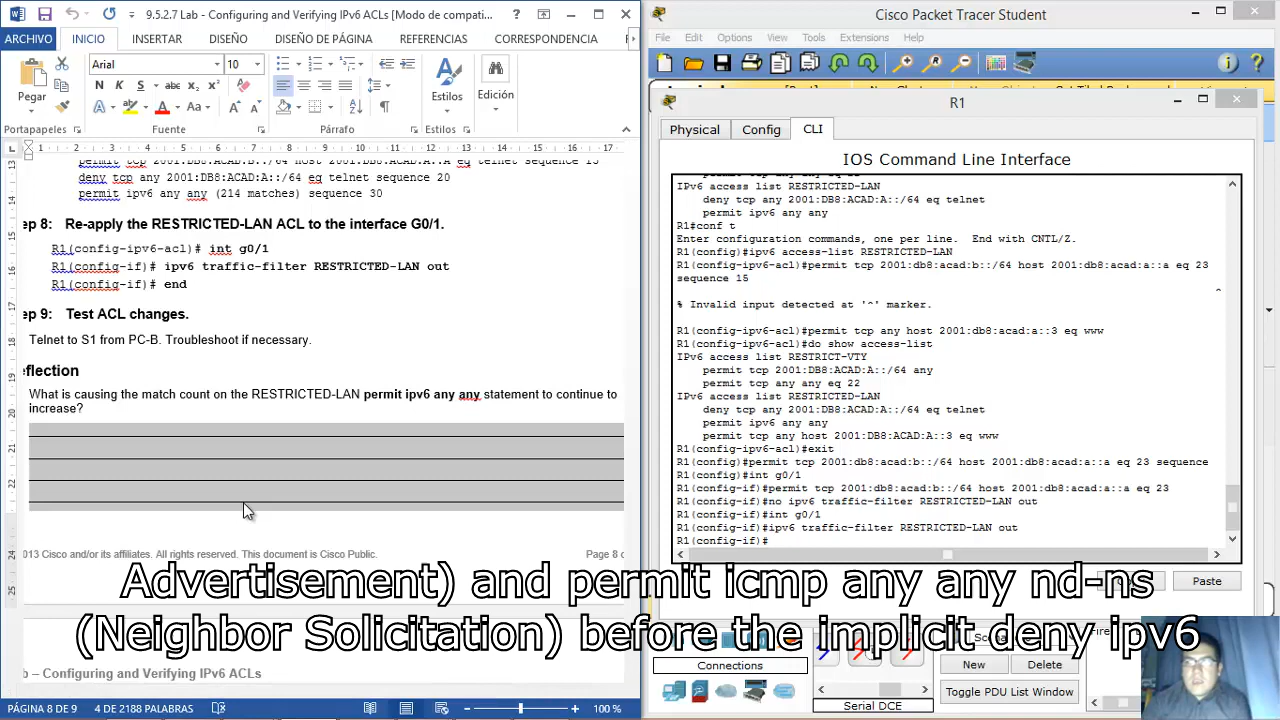 9.5.2.7 Lab - Configuring and Verifying IPv6 ACLs [Modo de compati...
ARCHIVO INICIO INSERTAR DISEÑO DISEÑO DE PÁGINA REFERENCIAS CORRESPONDENCIA
Arial 10
Pegar
N K S abc x₂ x²
Estilos Edición
Portapapeles Fuente Párrafo Estilos
permit tcp 2001:DB8:ACAD:B::/64 host 2001:DB8:ACAD:A::A eq telnet sequence 15
deny tcp any 2001:DB8:ACAD:A::/64 eq telnet sequence 20
permit ipv6 any any (214 matches) sequence 30
ep 8: Re-apply the RESTRICTED-LAN ACL to the interface G0/1.
R1(config-ipv6-acl)# int g0/1
R1(config-if)# ipv6 traffic-filter RESTRICTED-LAN out
R1(config-if)# end
ep 9: Test ACL changes.
Telnet to S1 from PC-B. Troubleshoot if necessary.
eflection
What is causing the match count on the RESTRICTED-LAN permit ipv6 any any statement to continue to
increase?
013 Cisco and/or its affiliates. All rights reserved. This document is Cisco Public. Page 8 o
– Configuring and Verifying IPv6 ACLs
PÁGINA 8 DE 9 4 DE 2188 PALABRAS 100 %
Cisco Packet Tracer Student
File Edit Options View Tools Extensions Help
R1
Physical Config CLI
IOS Command Line Interface
IPv6 access list RESTRICTED-LAN
deny tcp any 2001:DB8:ACAD:A::/64 eq telnet
permit ipv6 any any
R1#conf t
Enter configuration commands, one per line. End with CNTL/Z.
R1(config)#ipv6 access-list RESTRICTED-LAN
R1(config-ipv6-acl)#permit tcp 2001:db8:acad:b::/64 host 2001:db8:acad:a::a eq 23
sequence 15
^
% Invalid input detected at '^' marker.
R1(config-ipv6-acl)#permit tcp any host 2001:db8:acad:a::3 eq www
R1(config-ipv6-acl)#do show access-list
IPv6 access list RESTRICT-VTY
permit tcp 2001:DB8:ACAD:A::/64 any
permit tcp any any eq 22
IPv6 access list RESTRICTED-LAN
deny tcp any 2001:DB8:ACAD:A::/64 eq telnet
permit ipv6 any any
permit tcp any host 2001:DB8:ACAD:A::3 eq www
R1(config-ipv6-acl)#exit
R1(config)#permit tcp 2001:db8:acad:b::/64 host 2001:db8:acad:a::a eq 23 sequence
R1(config)#int g0/1
R1(config-if)#permit tcp 2001:db8:acad:b::/64 host 2001:db8:acad:a::a eq 23
R1(config-if)#no ipv6 traffic-filter RESTRICTED-LAN out
R1(config-if)#int g0/1
R1(config-if)#ipv6 traffic-filter RESTRICTED-LAN out
R1(config-if)#
Paste
Connections
New Delete
Toggle PDU List Window
Serial DCE
Advertisement) and permit icmp any any nd-ns
(Neighbor Solicitation) before the implicit deny ipv6